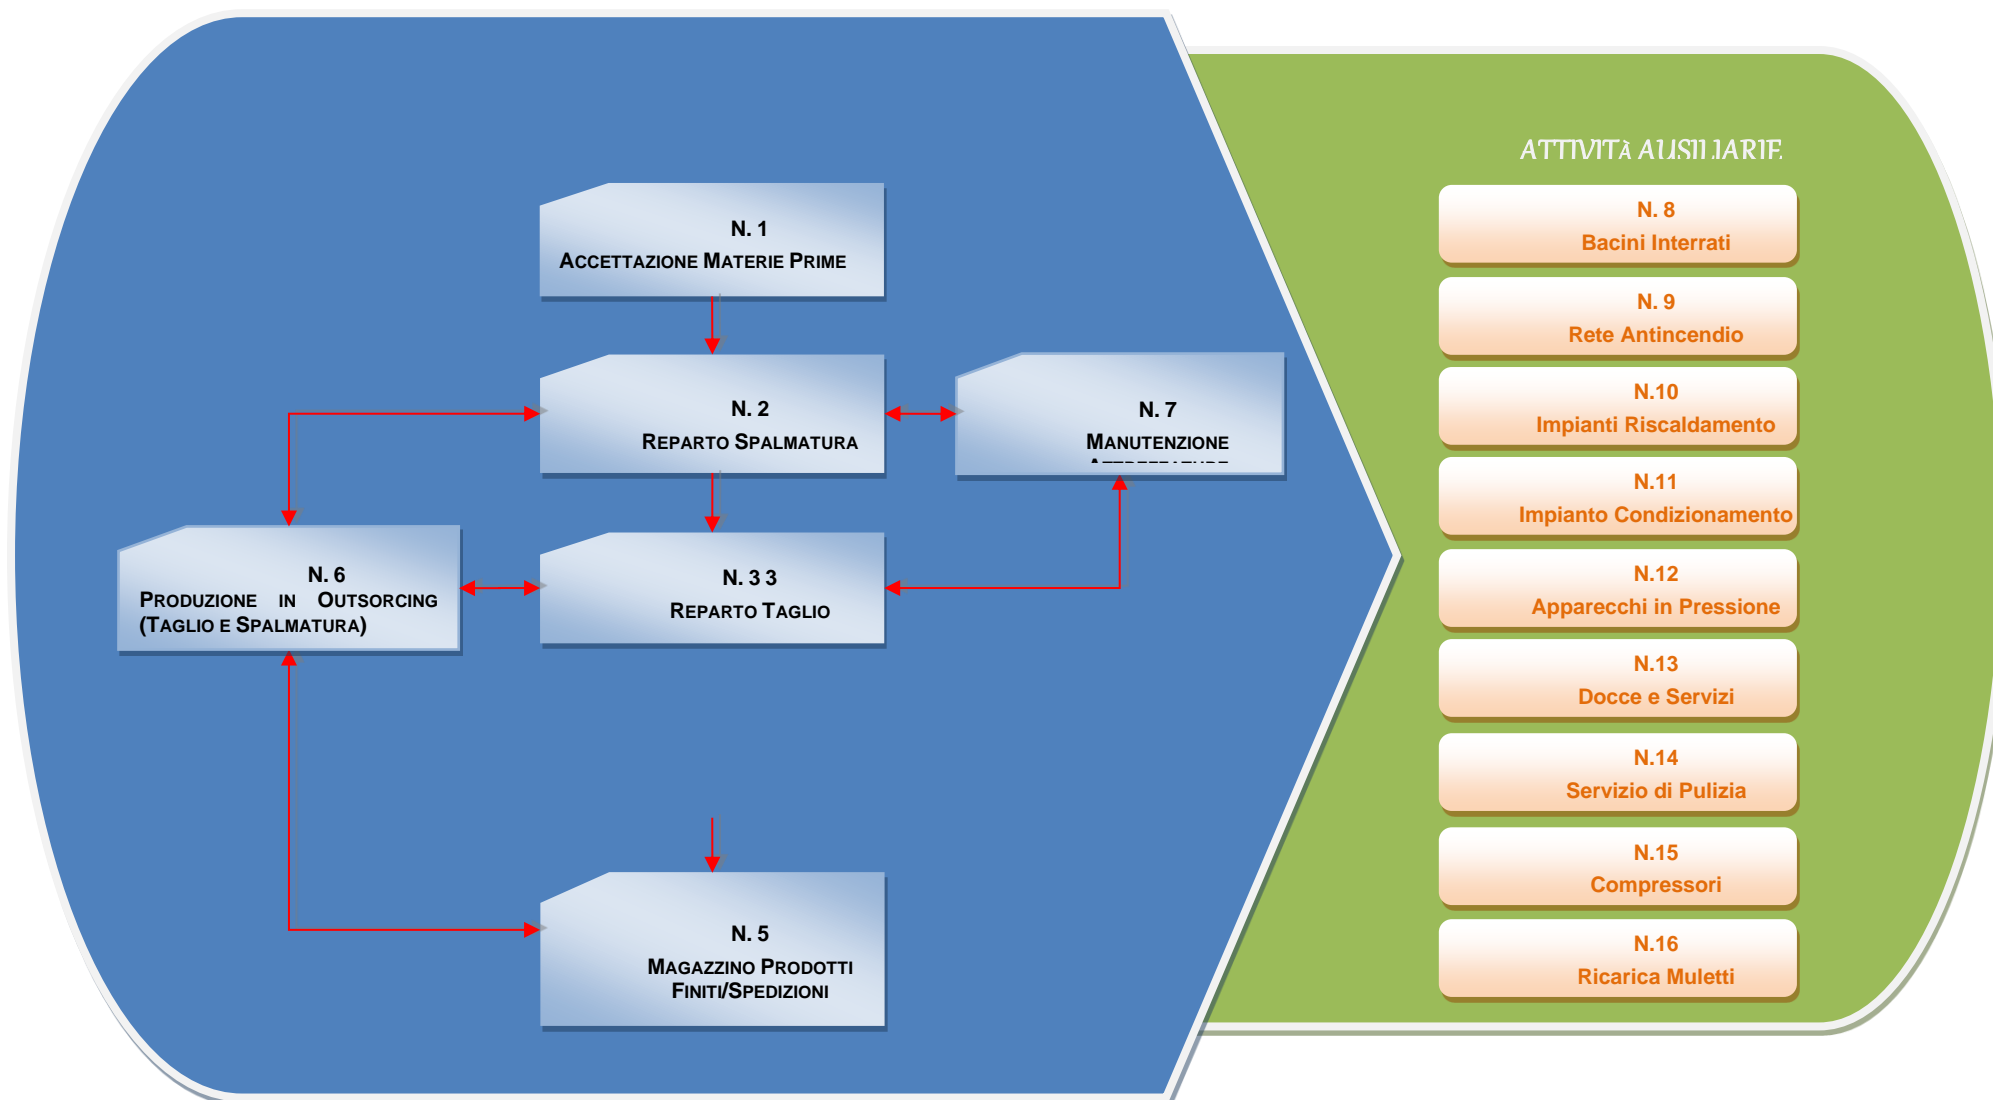 ATTIVITÀ AUSILIARIE
N. 1
ACCETTAZIONE MATERIE PRIME
N. 2
REPARTO SPALMATURA
N. 7
MANUTENZIONE
N. 6
PRODUZIONE IN OUTSORCING
(TAGLIO E SPALMATURA)
N. 3 3
REPARTO TAGLIO
N. 5
MAGAZZINO PRODOTTI
FINITI/SPEDIZIONI
N. 8
Bacini Interrati
N. 9
Rete Antincendio
N.10
Impianti Riscaldamento
N.11
Impianto Condizionamento
N.12
Apparecchi in Pressione
N.13
Docce e Servizi
N.14
Servizio di Pulizia
N.15
Compressori
N.16
Ricarica Muletti